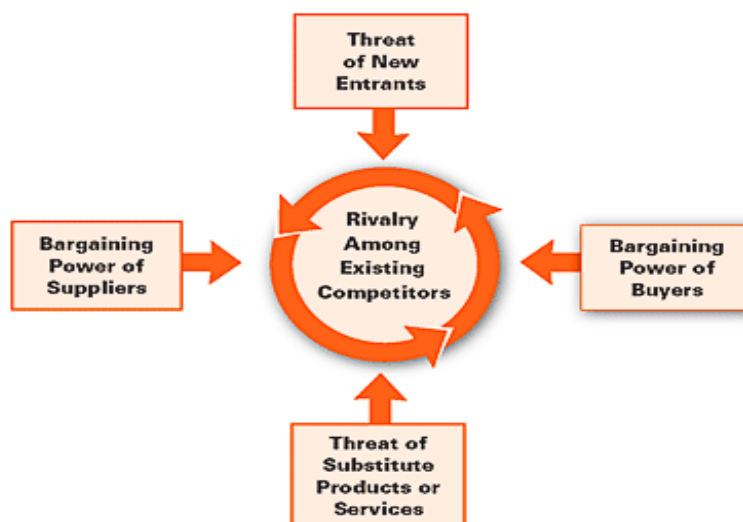 Threat
of New
Entrants
Bargaining
Power of
Suppliers
Rivalry
Among
Existing
Competitors
Bargaining
Power of
Buyers
Threat of
Substitute
Products or
Services